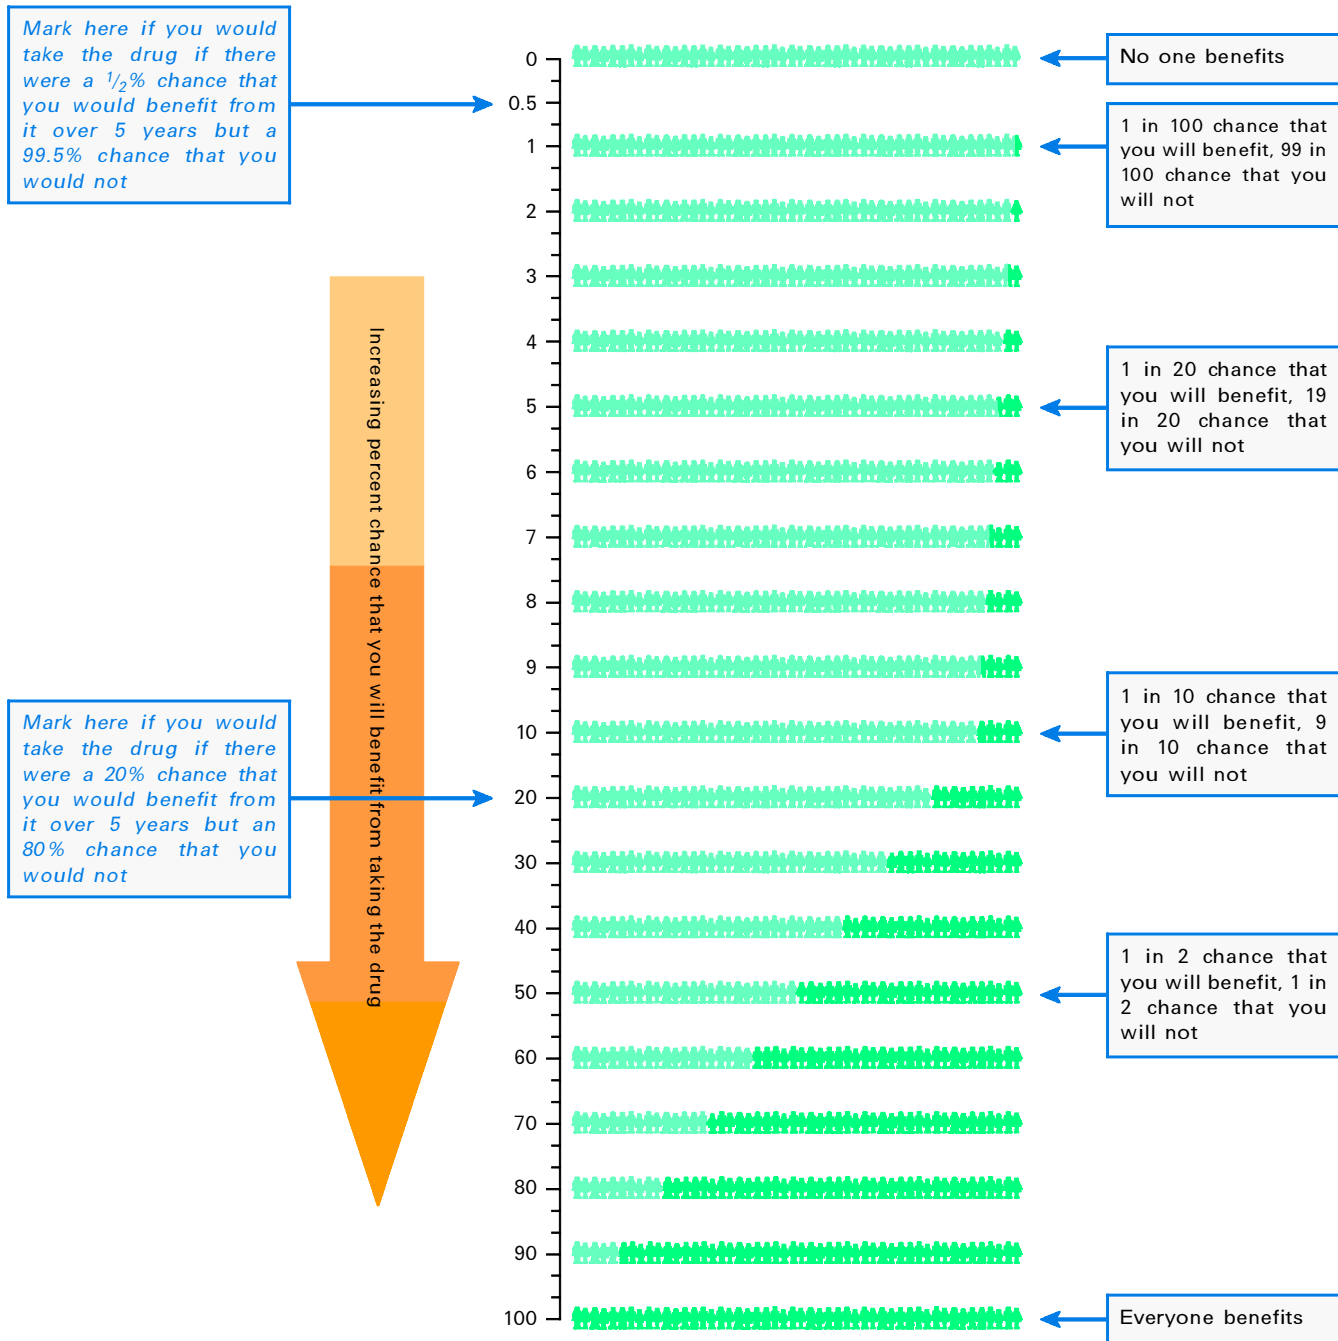 Mark here if you would
take the drug if there
were a 1/2% chance that
you would benefit from
it over 5 years but a
99.5% chance that you
would not
Mark here if you would
take the drug if there
were a 20% chance that
you would benefit from
it over 5 years but an
80% chance that you
would not
Increasing percent chance that you will benefit from taking the drug
0
0.5
1
2
3
4
5
6
7
8
9
10
20
30
40
50
60
70
80
90
100
No one benefits
1 in 100 chance that
you will benefit, 99 in
100 chance that you
will not
1 in 20 chance that
you will benefit, 19
in 20 chance that
you will not
1 in 10 chance that
you will benefit, 9
in 10 chance that
you will not
1 in 2 chance that
you will benefit, 1 in
2 chance that you
will not
Everyone benefits